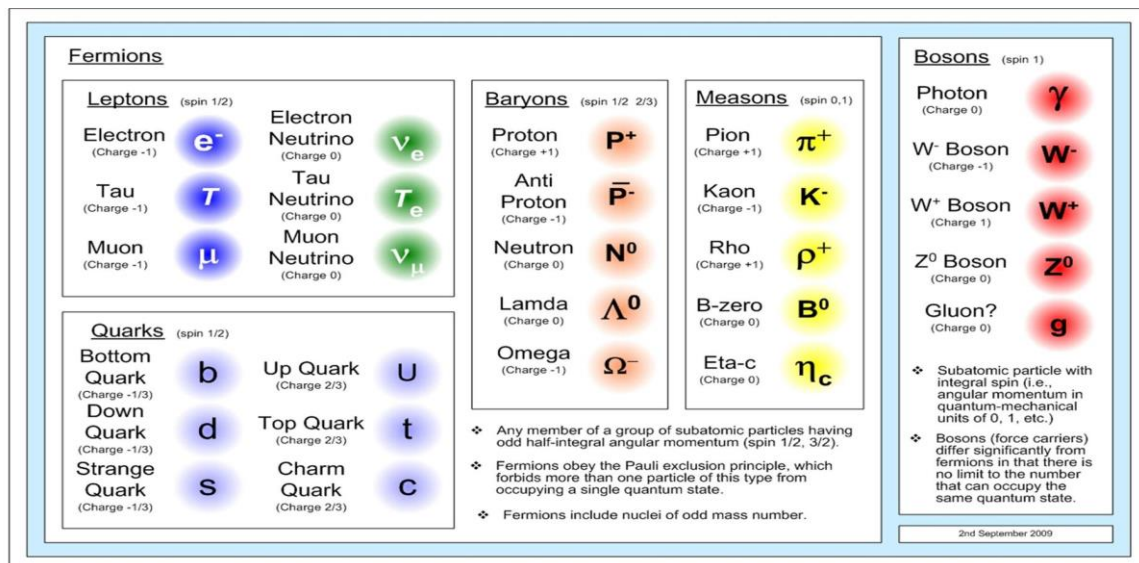 Fermions
Leptons (spin 1/2)
Electron
(Charge -1)
e-
Electron
Neutrino
(Charge 0)
νe
Tau
(Charge -1)
T
Tau
Neutrino
(Charge 0)
Te
Muon
(Charge -1)
μ
Muon
Neutrino
(Charge 0)
νμ
Quarks (spin 1/2)
Bottom
Quark
(Charge -1/3)
b
Up Quark
(Charge 2/3)
U
Down
Quark
(Charge -1/3)
d
Top Quark
(Charge 2/3)
t
Strange
Quark
(Charge -1/3)
s
Charm
Quark
(Charge 2/3)
c
Baryons (spin 1/2 2/3)
Proton
(Charge +1)
P+
Anti
Proton
(Charge -1)
P̅-
Neutron
(Charge 0)
N0
Lamda
(Charge 0)
Λ0
Omega
(Charge -1)
Ω−
Measons (spin 0,1)
Pion
(Charge +1)
π+
Kaon
(Charge -1)
K-
Rho
(Charge +1)
ρ+
B-zero
(Charge 0)
B0
Eta-c
(Charge 0)
ηc
❖ Any member of a group of subatomic particles having
odd half-integral angular momentum (spin 1/2, 3/2).
❖ Fermions obey the Pauli exclusion principle, which
forbids more than one particle of this type from
occupying a single quantum state.
❖ Fermions include nuclei of odd mass number.
Bosons (spin 1)
Photon
(Charge 0)
γ
W- Boson
(Charge -1)
W-
W+ Boson
(Charge 1)
W+
Z0 Boson
(Charge 0)
Z0
Gluon?
(Charge 0)
g
❖ Subatomic particle with
integral spin (i.e.,
angular momentum in
quantum-mechanical
units of 0, 1, etc.)
❖ Bosons (force carriers)
differ significantly from
fermions in that there is
no limit to the number
that can occupy the
same quantum state.
2nd September 2009